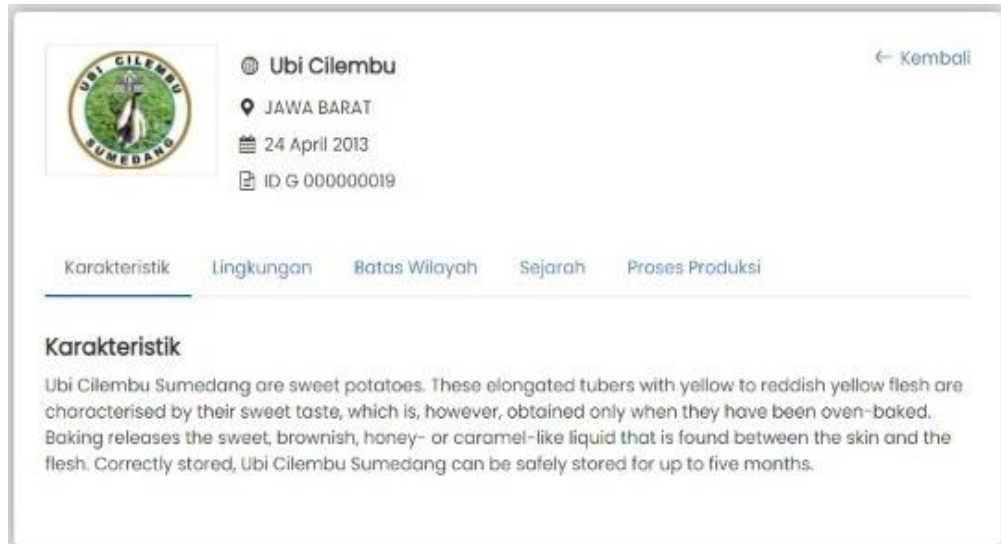 UBI CILEMBU
SUMEDANG
Ubi Cilembu
← Kembali
JAWA BARAT
24 April 2013
ID G 000000019
Karakteristik Lingkungan Batas Wilayah Sejarah Proses Produksi
Karakteristik
Ubi Cilembu Sumedang are sweet potatoes. These elongated tubers with yellow to reddish yellow flesh are
characterised by their sweet taste, which is, however, obtained only when they have been oven-baked.
Baking releases the sweet, brownish, honey- or caramel-like liquid that is found between the skin and the
flesh. Correctly stored, Ubi Cilembu Sumedang can be safely stored for up to five months.